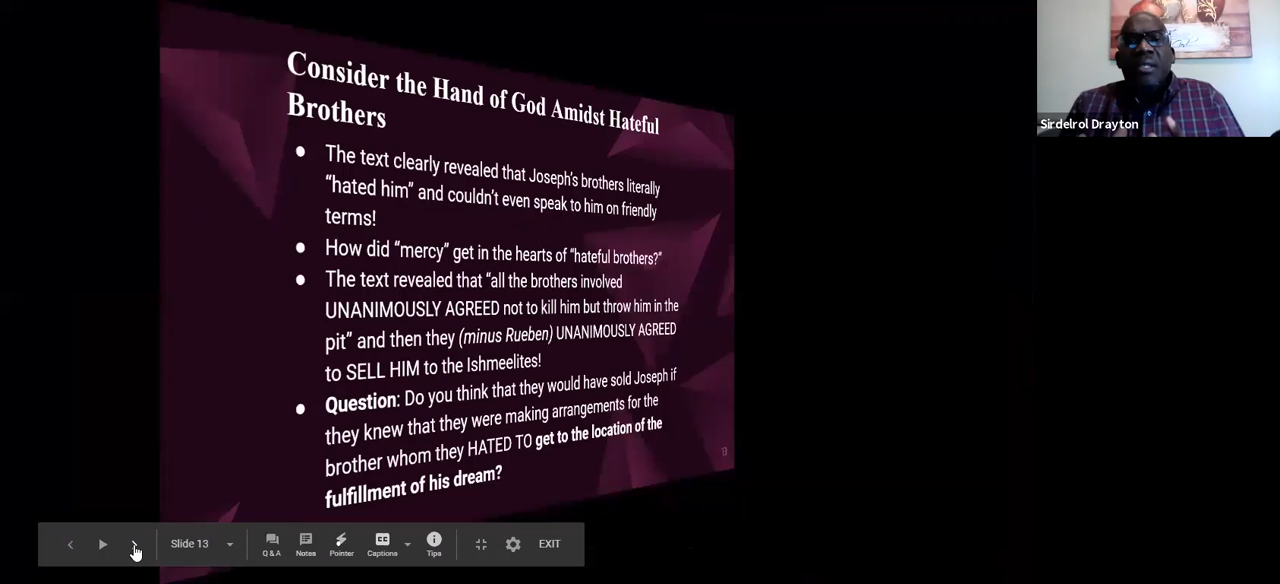 Consider the Hand of God Amidst Hateful
Brothers
● The text clearly revealed that Joseph's brothers literally
"hated him" and couldn't even speak to him on friendly
terms!
● How did "mercy" get in the hearts of "hateful brothers?"
● The text revealed that "all the brothers involved
UNANIMOUSLY AGREED not to kill him but throw him in the
pit" and then they (minus Rueben) UNANIMOUSLY AGREED
to SELL HIM to the Ishmeelites!
● Question: Do you think that they would have sold Joseph if
they knew that they were making arrangements for the
brother whom they HATED TO get to the location of the
fulfillment of his dream?
13
Sirdelrol Drayton
Slide 13
Q & A
Notes
Pointer
Captions
Tips
EXIT